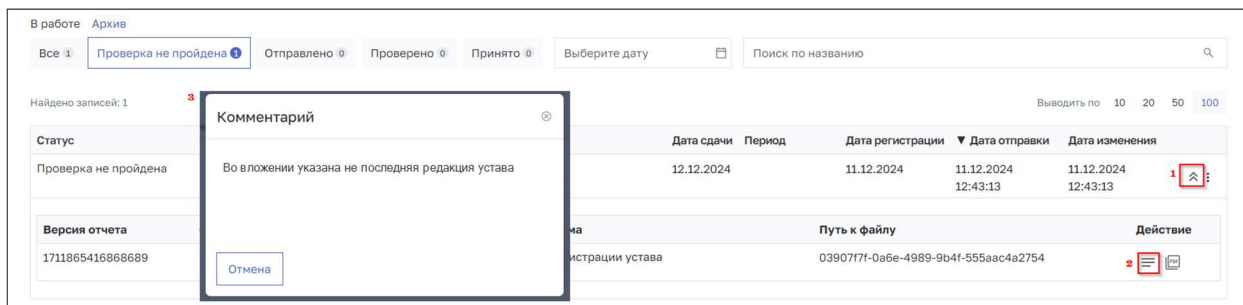 В работе Архив
Все 1 Проверка не пройдена 1 Отправлено 0 Проверено 0 Принято 0 Выберите дату Поиск по названию
Найдено записей: 1 3 Выводить по 10 20 50 100
Комментарий
Статус Дата сдачи Период Дата регистрации ▼ Дата отправки Дата изменения
Проверка не пройдена Во вложении указана не последняя редакция устава 12.12.2024 11.12.2024 11.12.2024 11.12.2024 1
12:43:13 12:43:13
Версия отчета Путь к файлу Действие
1711865416868689 истрации устава 03907f7f-0a6e-4989-9b4f-555aac4a2754 2 PDF
Отмена